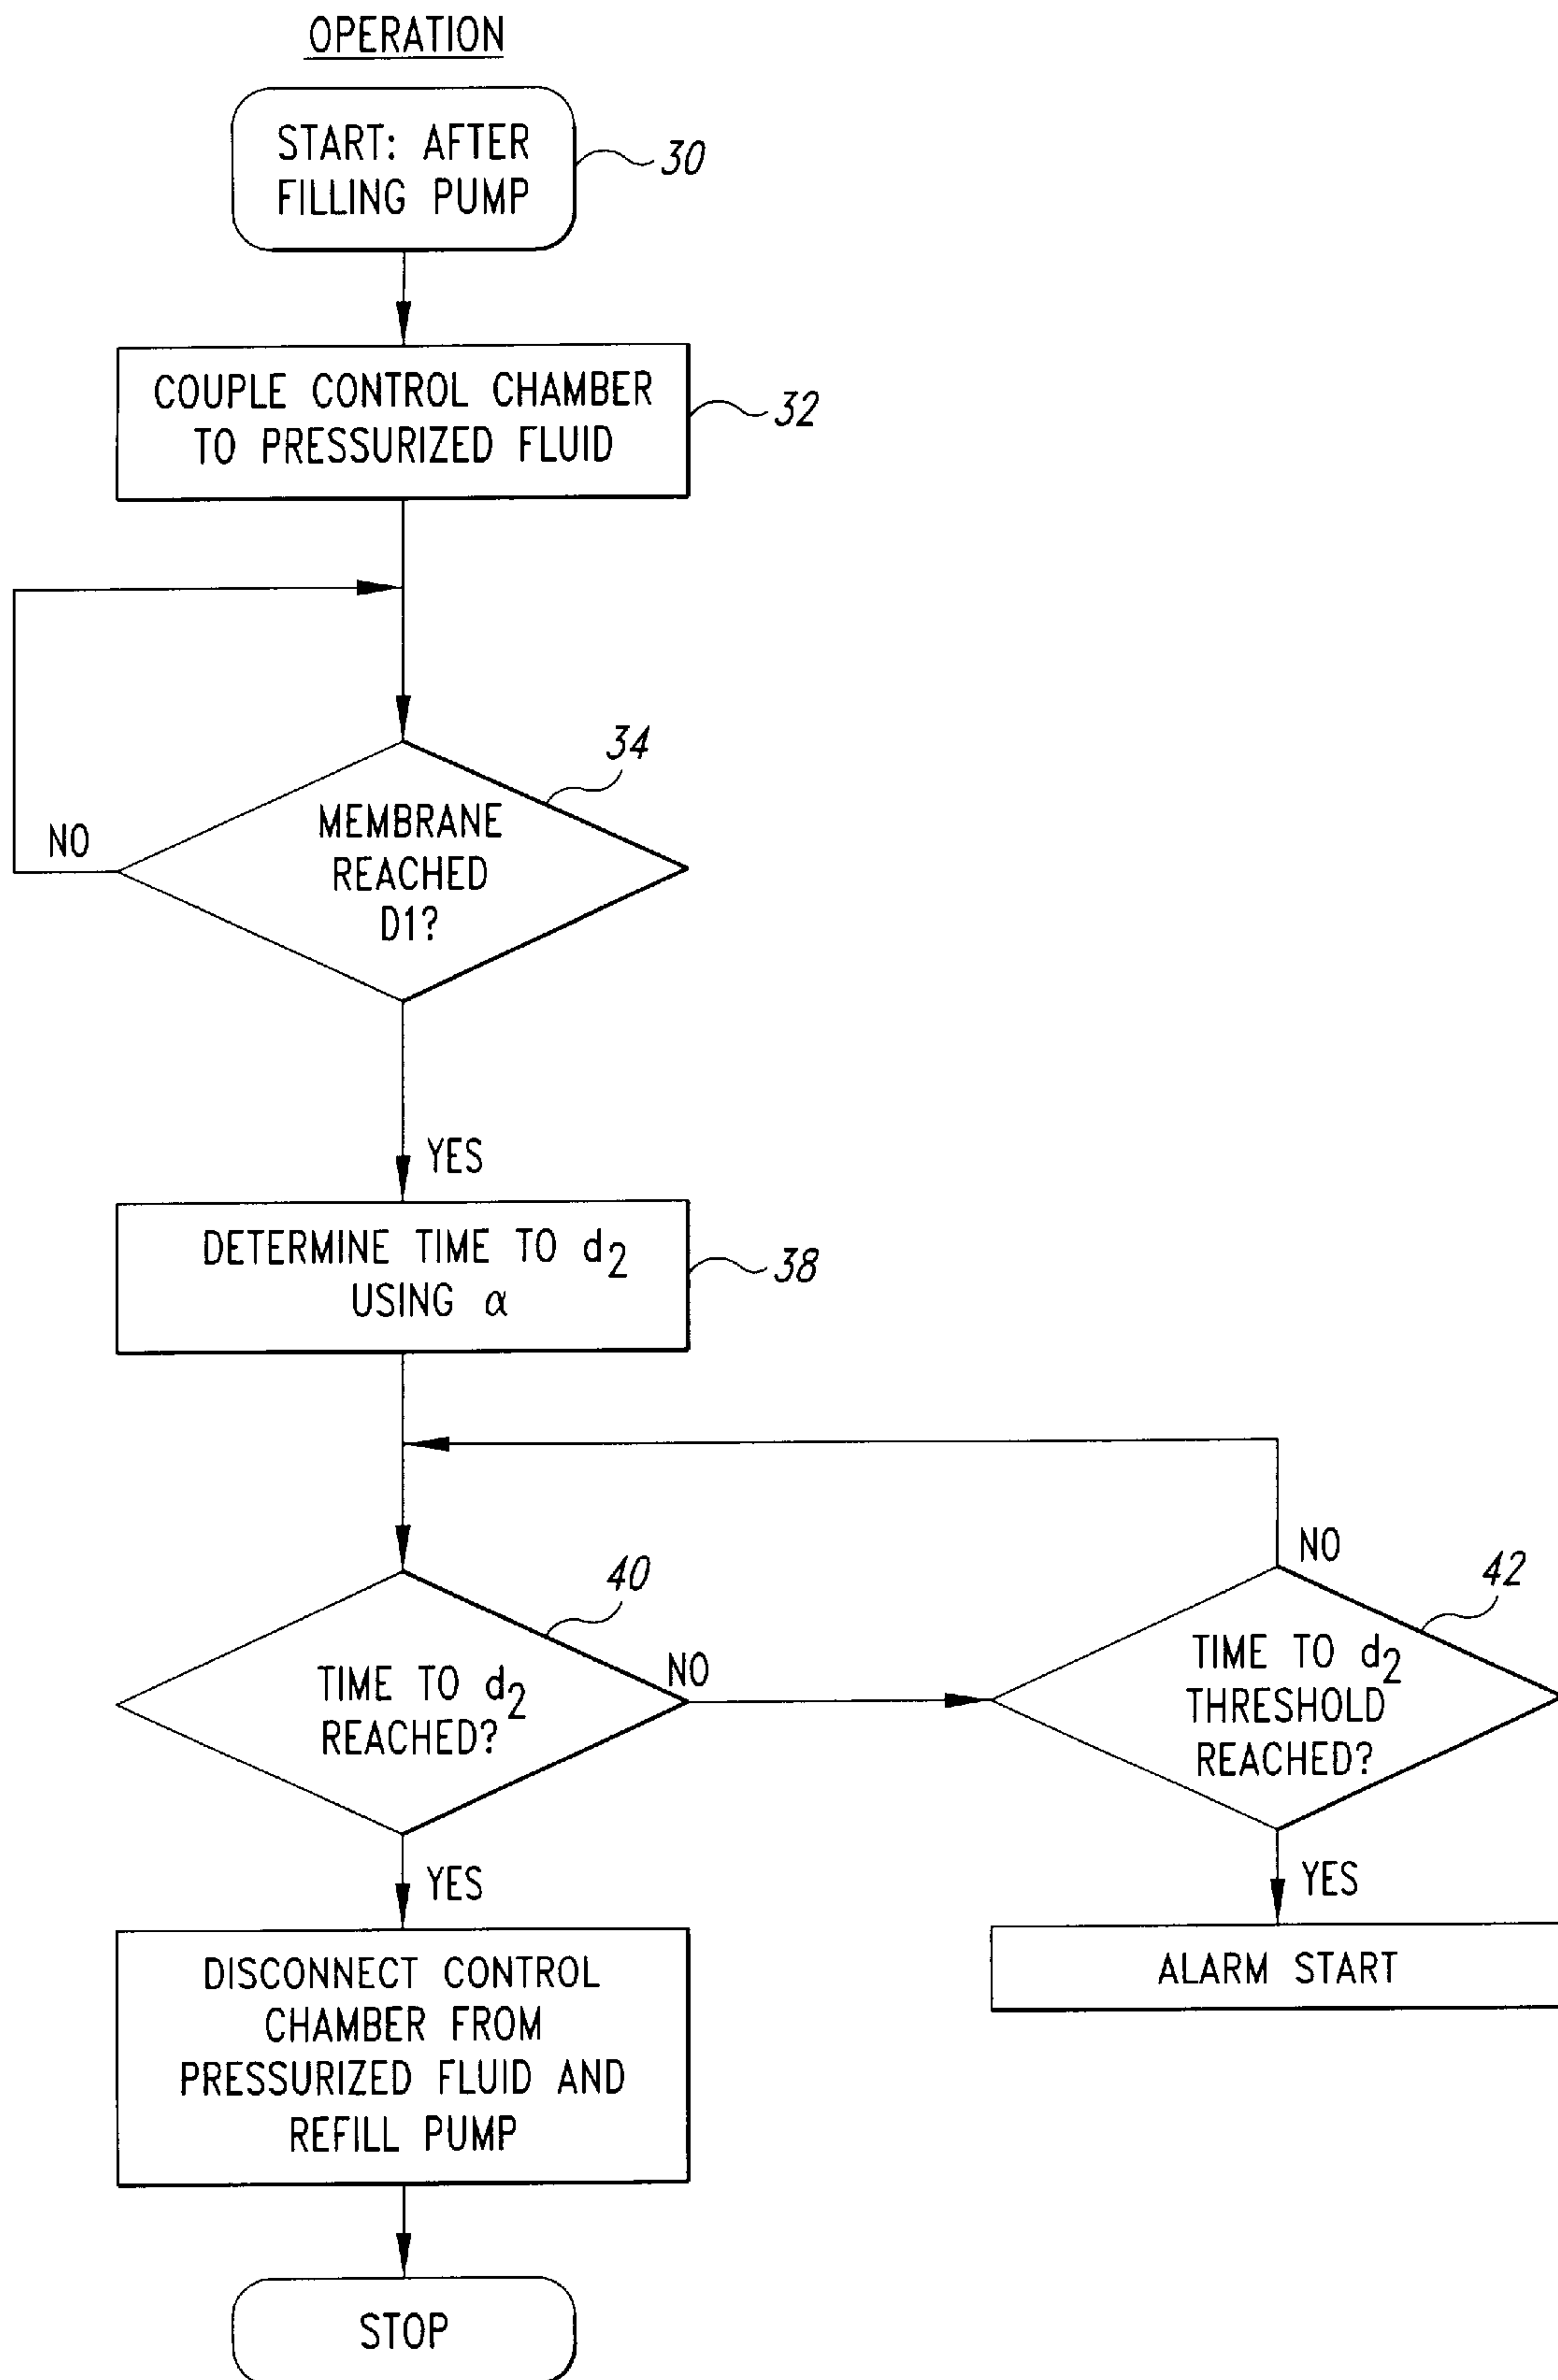 OPERATION
START: AFTER
FILLING PUMP
30
COUPLE CONTROL CHAMBER
TO PRESSURIZED FLUID
32
34
MEMBRANE
REACHED
D1?
NO
YES
DETERMINE TIME TO d2
USING α
38
40
TIME TO d2
REACHED?
NO
42
NO
TIME TO d2
THRESHOLD
REACHED?
YES
YES
DISCONNECT CONTROL
CHAMBER FROM
PRESSURIZED FLUID AND
REFILL PUMP
ALARM START
STOP